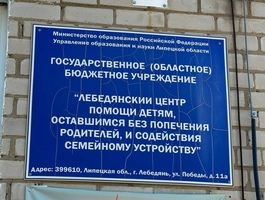 Министерство образования Российской Федерации
Управление образования и науки Липецкой области
ГОСУДАРСТВЕННОЕ (ОБЛАСТНОЕ)
БЮДЖЕТНОЕ УЧРЕЖДЕНИЕ
"ЛЕБЕДЯНСКИЙ ЦЕНТР
ПОМОЩИ ДЕТЯМ,
ОСТАВШИМСЯ БЕЗ ПОПЕЧЕНИЯ
РОДИТЕЛЕЙ, И СОДЕЙСТВИЯ
СЕМЕЙНОМУ УСТРОЙСТВУ"
Адрес: 399610, Липецкая обл., г. Лебедянь, ул. Победы, д.11а